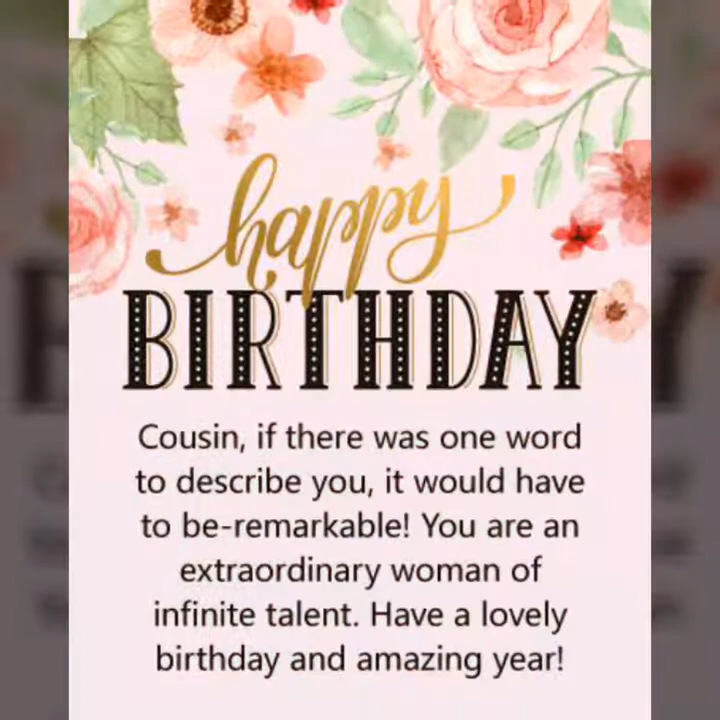 happy
BIRTHDAY
Cousin, if there was one word
to describe you, it would have
to be-remarkable! You are an
extraordinary woman of
infinite talent. Have a lovely
birthday and amazing year!